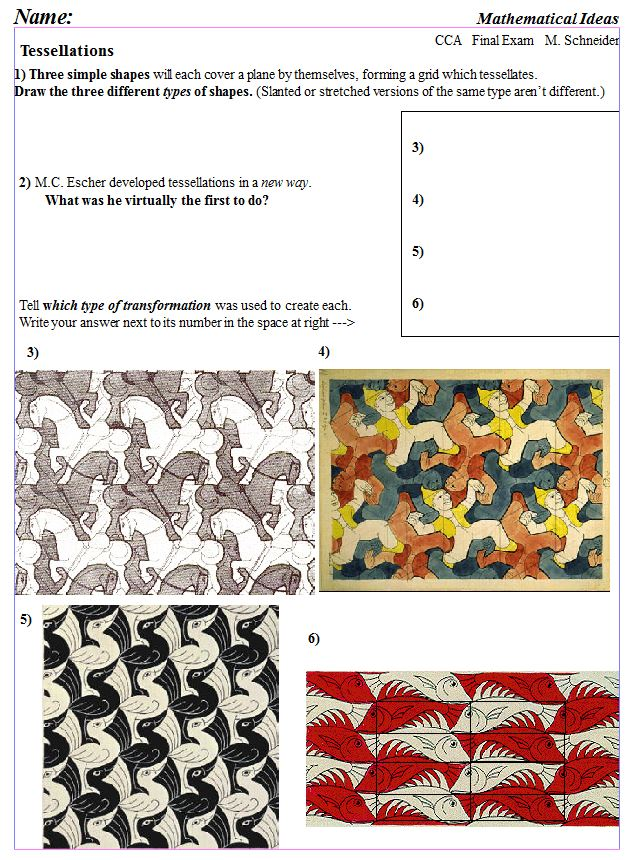 Name:
Mathematical Ideas
CCA Final Exam M. Schneider
Tessellations
1) Three simple shapes will each cover a plane by themselves, forming a grid which tessellates.
Draw the three different types of shapes. (Slanted or stretched versions of the same type aren't different.)
3)
2) M.C. Escher developed tessellations in a new way.
What was he virtually the first to do?
4)
5)
Tell which type of transformation was used to create each.
6)
Write your answer next to its number in the space at right --->
3)
4)
5)
6)